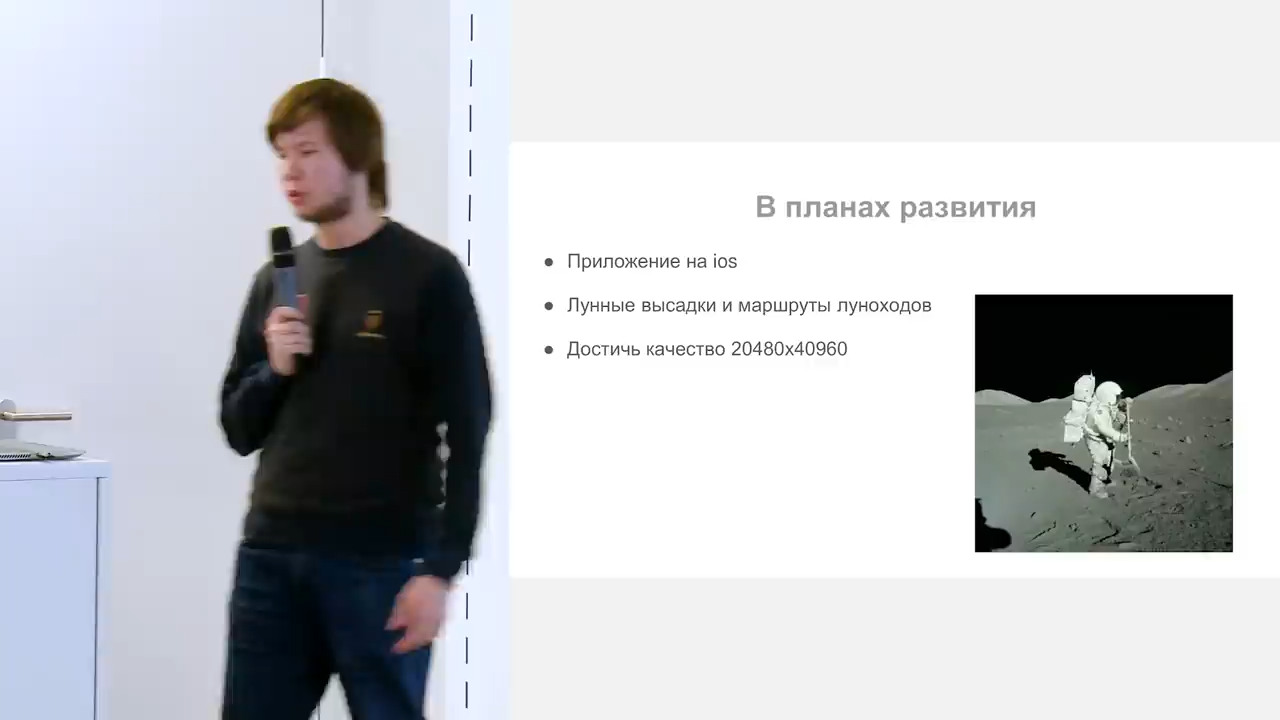 В планах развития
● Приложение на ios
● Лунные высадки и маршруты луноходов
● Достичь качество 20480x40960